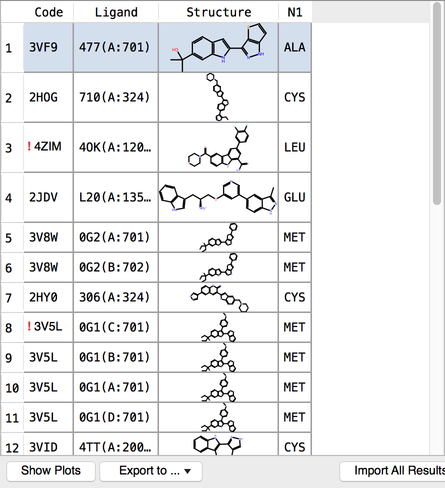 Code Ligand Structure N1
1 3VF9 477(A:701) ALA
2 2HOG 710(A:324) CYS
3 !4ZIM 4OK(A:120… LEU
4 2JDV L20(A:135… GLU
5 3V8W 0G2(A:701) MET
6 3V8W 0G2(B:702) MET
7 2HY0 306(A:324) CYS
8 !3V5L 0G1(C:701) MET
9 3V5L 0G1(B:701) MET
10 3V5L 0G1(A:701) MET
11 3V5L 0G1(D:701) MET
12 3VID 4TT(A:200… CYS
Show Plots Export to ... ▾ Import All Results